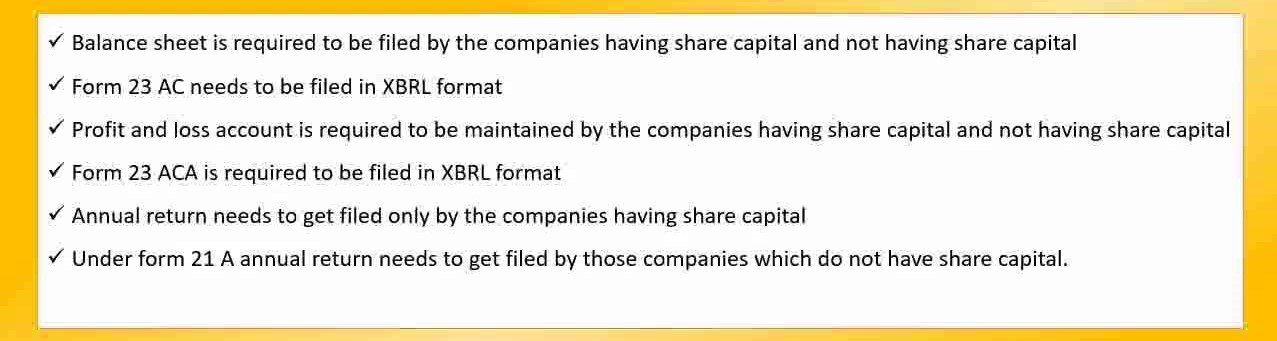 ✓ Balance sheet is required to be filed by the companies having share capital and not having share capital
✓ Form 23 AC needs to be filed in XBRL format
✓ Profit and loss account is required to be maintained by the companies having share capital and not having share capital
✓ Form 23 ACA is required to be filed in XBRL format
✓ Annual return needs to get filed only by the companies having share capital
✓ Under form 21 A annual return needs to get filed by those companies which do not have share capital.